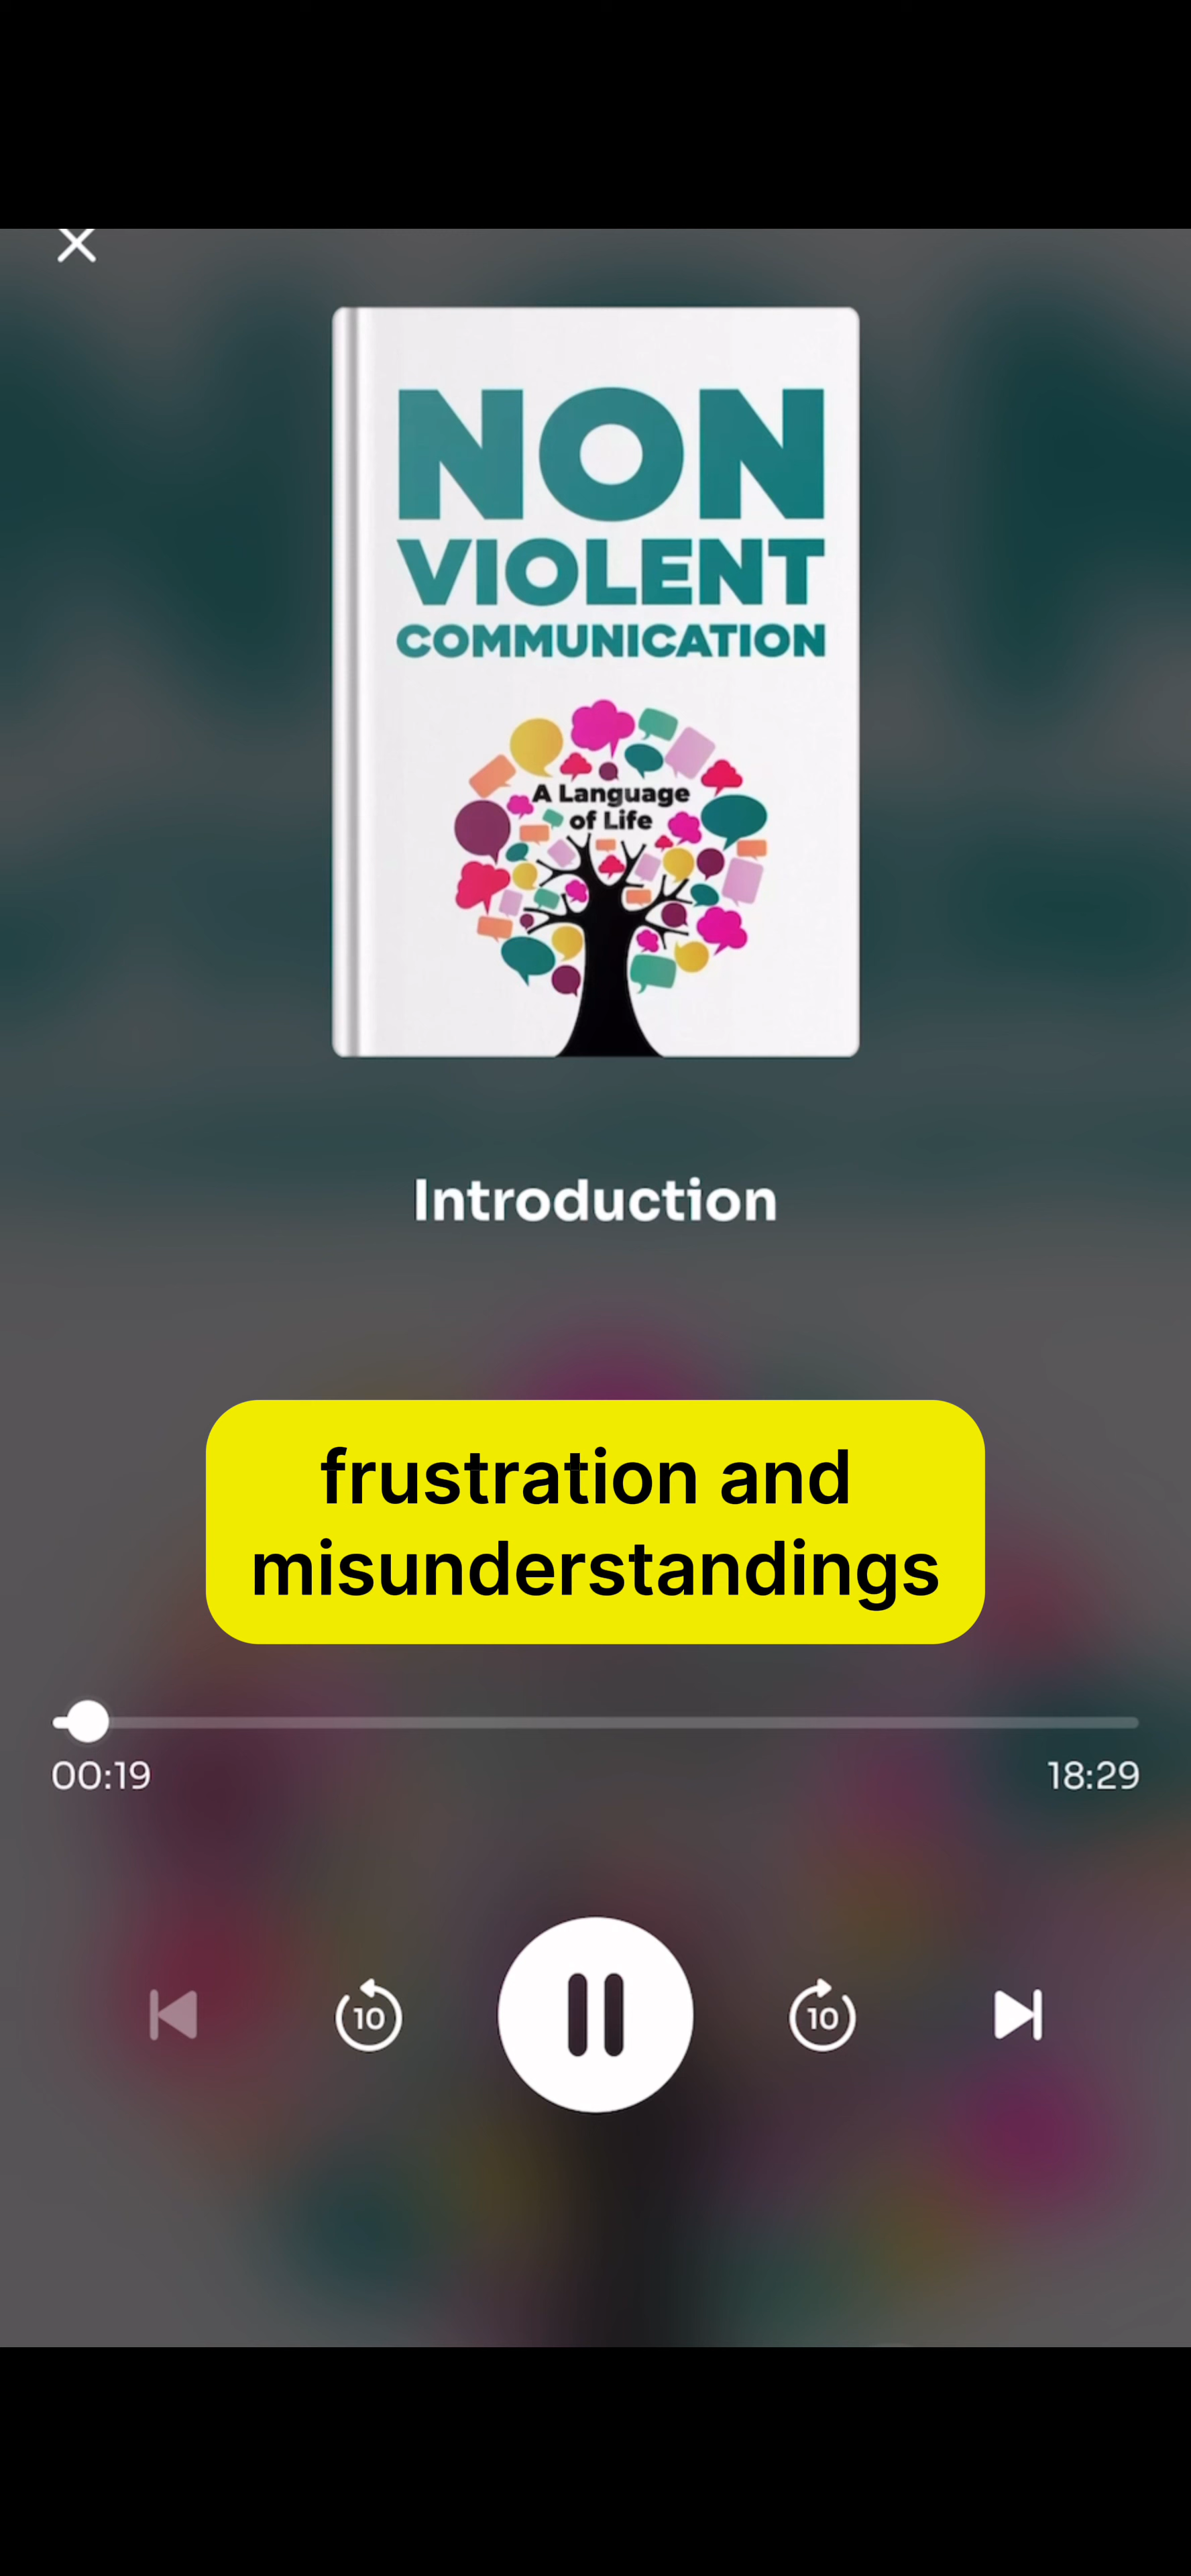 NON
VIOLENT
COMMUNICATION
A Language
of Life
Introduction
frustration and
misunderstandings
00:19
18:29
10
10